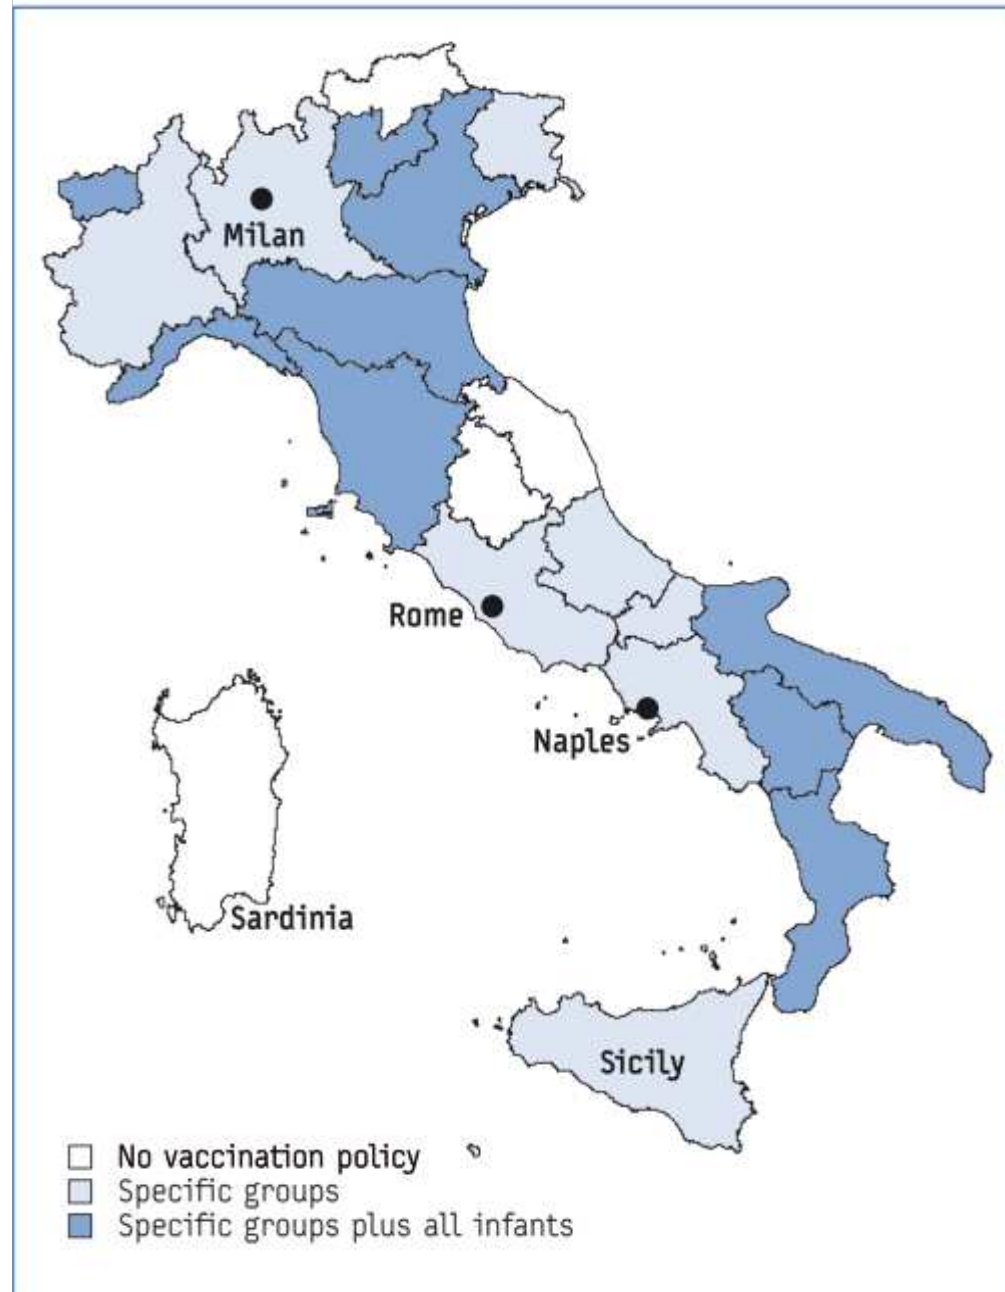 Milan
Rome
Naples
Sardinia
Sicily
No vaccination policy
Specific groups
Specific groups plus all infants